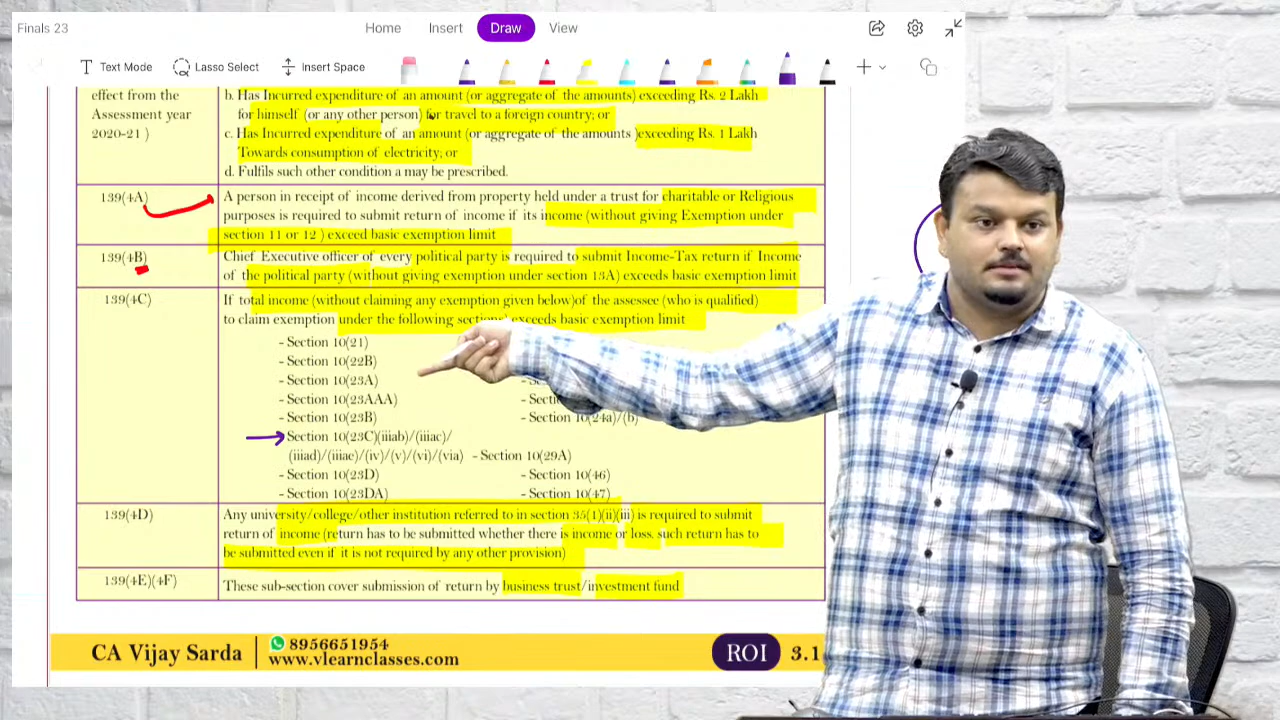 Finals 23
Home Insert Draw View
Text Mode Lasso Select Insert Space
effect from the
Assessment year
2020-21 )
b. Has Incurred expenditure of an amount (or aggregate of the amounts) exceeding Rs. 2 Lakh
for himself (or any other person) for travel to a foreign country; or
c. Has Incurred expenditure of an amount (or aggregate of the amounts )exceeding Rs. 1 Lakh
Towards consumption of electricity; or
d. Fulfils such other condition a may be prescribed.
139(4A)
A person in receipt of income derived from property held under a trust for charitable or Religious
purposes is required to submit return of income if its income (without giving Exemption under
section 11 or 12 ) exceed basic exemption limit
139(4B)
Chief Executive officer of every political party is required to submit Income-Tax return if Income
of the political party (without giving exemption under section 13A) exceeds basic exemption limit
139(4C)
If total income (without claiming any exemption given below)of the assessee (who is qualified)
to claim exemption under the following sections) exceeds basic exemption limit
- Section 10(21)
- Section 10(22B)
- Section 10(23A)
- Section 10(23AAA)
- Section 10(23B) - Section 10(24a)/(b)
Section 10(23C)(iiiab)/(iiiac)/
(iiiad)/(iiiae)/(iv)/(v)/(vi)/(via) - Section 10(29A)
- Section 10(23D) - Section 10(46)
- Section 10(23DA) - Section 10(47)
139(4D)
Any university/college/other institution referred to in section 35(1)(ii)(iii) is required to submit
return of income (return has to be submitted whether there is income or loss. such return has to
be submitted even if it is not required by any other provision)
139(4E)(4F)
These sub-section cover submission of return by business trust/investment fund
CA Vijay Sarda
8956651954
www.vlearnclasses.com
ROI 3.1